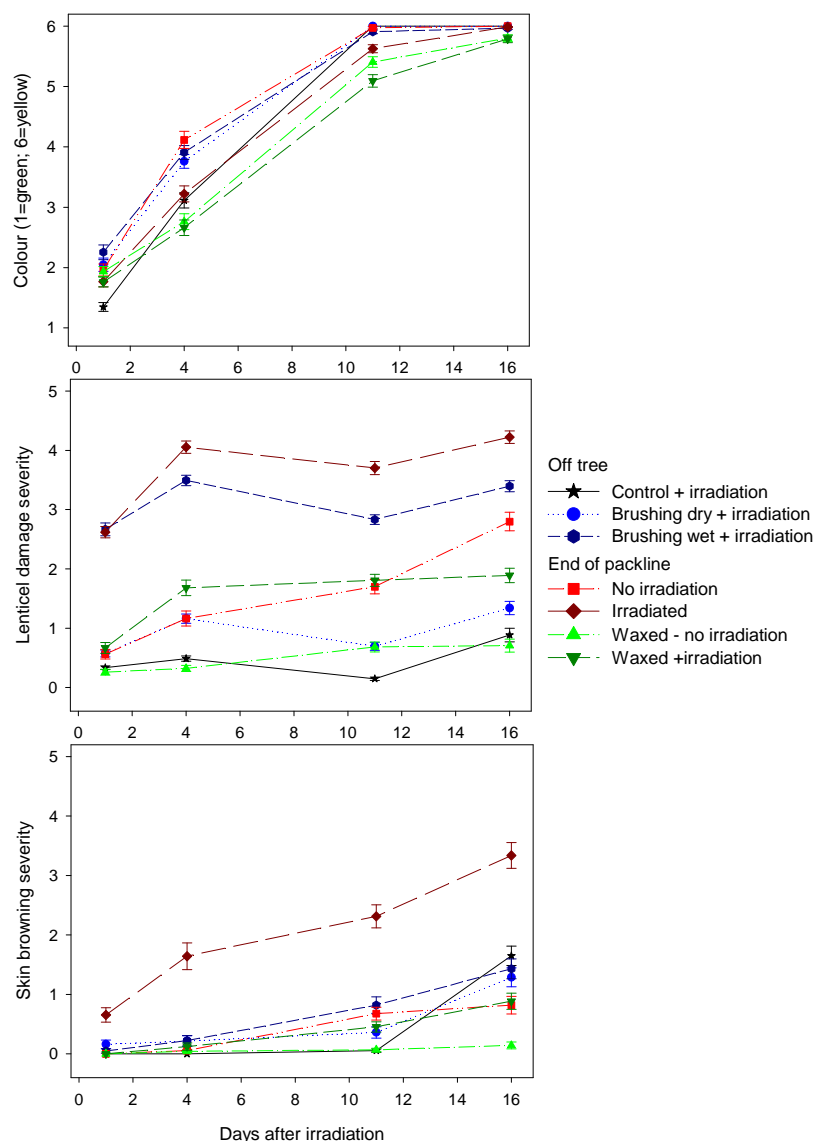 Colour (1=green; 6=yellow)
6
5
4
3
2
1
0 2 4 6 8 10 12 14 16
Lenticel damage severity
5
4
3
2
1
0
0 2 4 6 8 10 12 14 16
Off tree
Control + irradiation
Brushing dry + irradiation
Brushing wet + irradiation
End of packline
No irradiation
Irradiated
Waxed - no irradiation
Waxed +irradiation
Skin browning severity
5
4
3
2
1
0
0 2 4 6 8 10 12 14 16
Days after irradiation